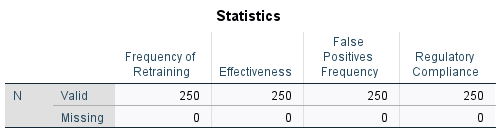 Statistics
Frequency of Retraining Effectiveness False Positives Frequency Regulatory Compliance
N Valid 250 250 250 250
Missing 0 0 0 0